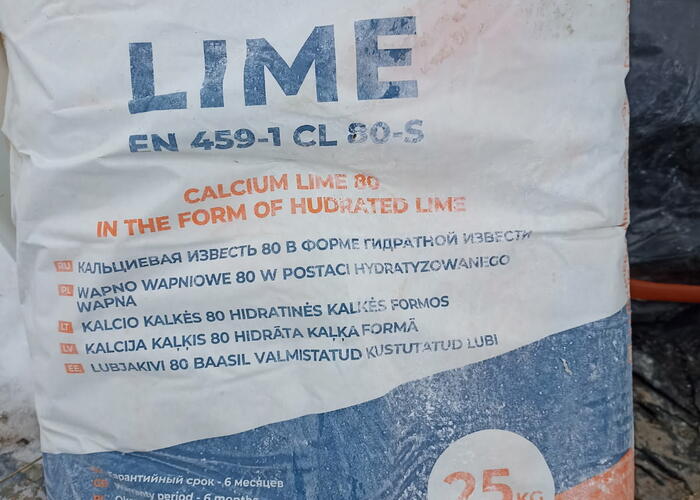 LIME
EN 459-1 CL 80-S
CALCIUM LIME 80
IN THE FORM OF HUDRATED LIME
RU КАЛЬЦИЕВАЯ ИЗВЕСТЬ 80 В ФОРМЕ ГИДРАТНОЙ ИЗВЕСТИ
PL WAPNO WAPNIOWE 80 W POSTACI HYDRATYZOWANEGO
WAPNA
LT KALCIO KALKĖS 80 HIDRATINĖS KALKĖS FORMOS
LV KALCIJA KAĻĶIS 80 HIDRĀTA KAĻĶA FORMĀ
EE LUBJAKIVI 80 BAASIL VALMISTATUD KUSTUTATUD LUBI
Гарантийный срок - 6 месяцев
period - 6 months
25 KG